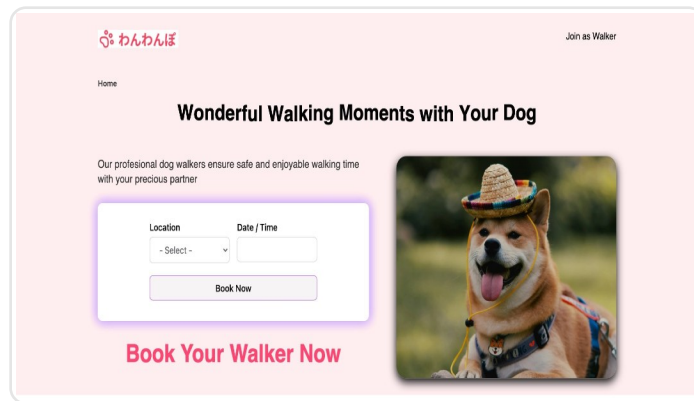 わんわんぽ
Join as Walker
Home
Wonderful Walking Moments with Your Dog
Our profesional dog walkers ensure safe and enjoyable walking time
with your precious partner
Location Date / Time
- Select -
Book Now
Book Your Walker Now